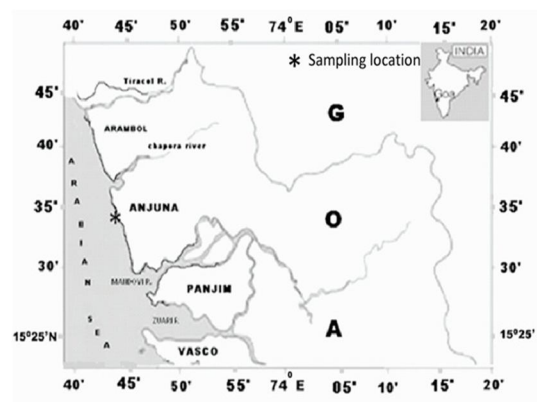 40' 45' 50' 55' 74° E 05' 10' 15' 20'
* Sampling location
INDIA
Goa
Tiracol R.
45' 45'
G
ARAMBOL
40' 40'
chapora river
ARABIAN SEA
35' 35'
ANJUNA
O
30' 30'
MANDOVI R.
PANJIM
ZUARI R.
15°25'N 15°25'
A
VASCO
40' 45' 50' 55' 74° E 05' 10' 15' 20'